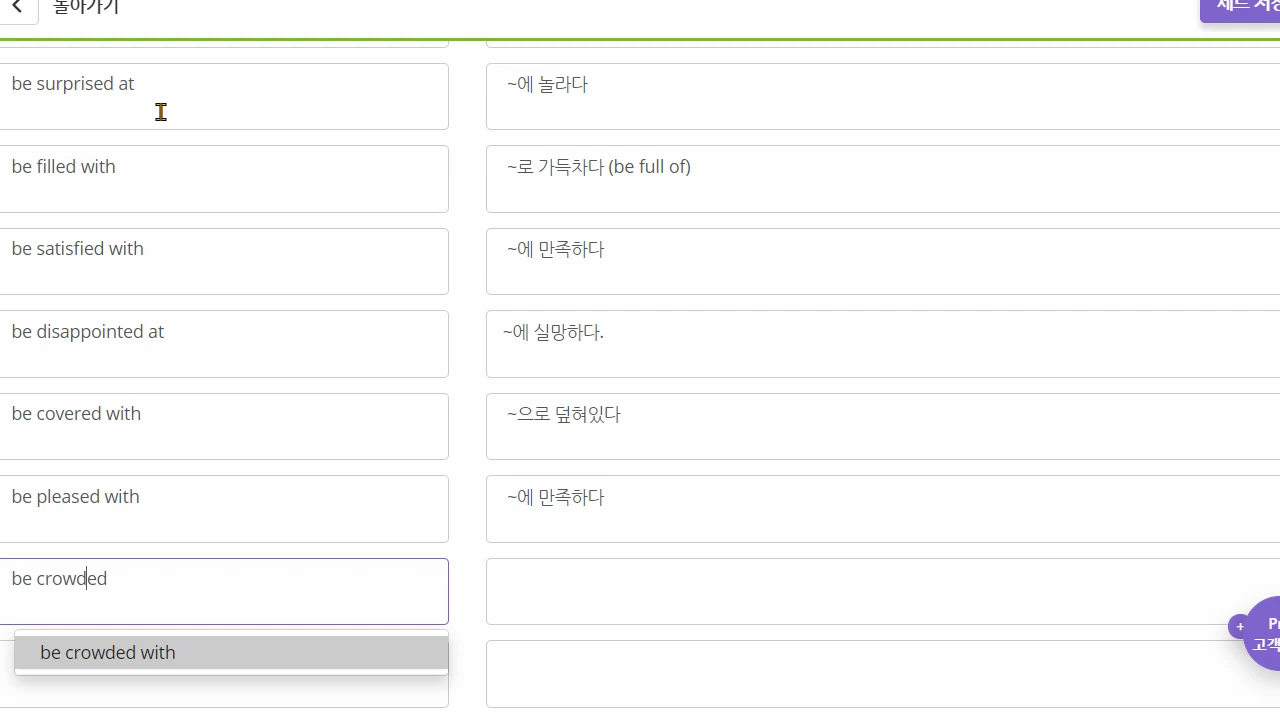 돌아가기
be surprised at
~에 놀라다
be filled with
~로 가득차다 (be full of)
be satisfied with
~에 만족하다
be disappointed at
~에 실망하다.
be covered with
~으로 덮혀있다
be pleased with
~에 만족하다
be crowded
be crowded with
+
고객